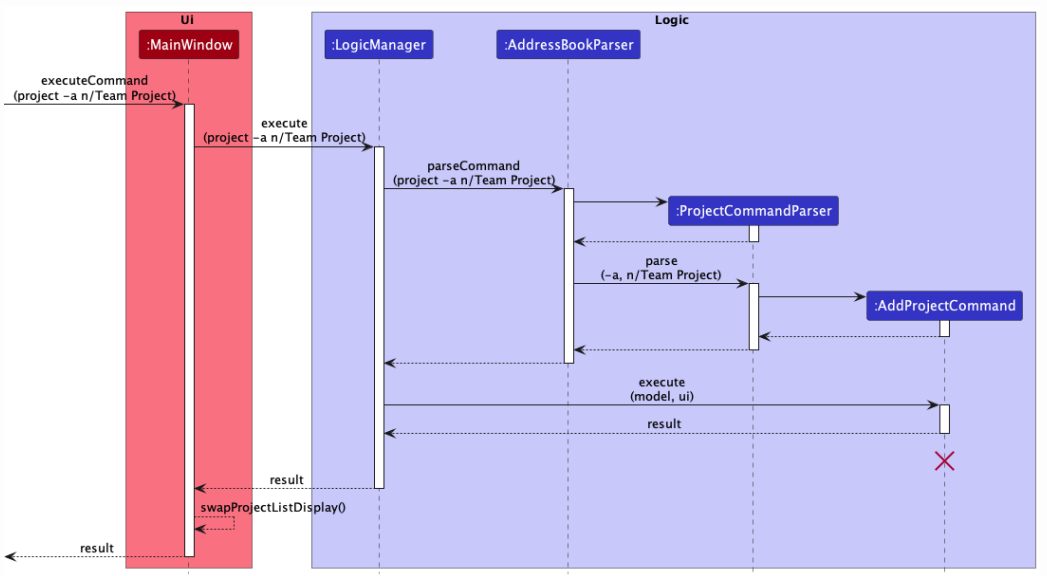 Ui
Logic
:MainWindow
:LogicManager
:AddressBookParser
executeCommand
(project -a n/Team Project)
execute
(project -a n/Team Project)
parseCommand
(project -a n/Team Project)
:ProjectCommandParser
parse
(-a, n/Team Project)
:AddProjectCommand
execute
(model, ui)
result
result
swapProjectListDisplay()
result